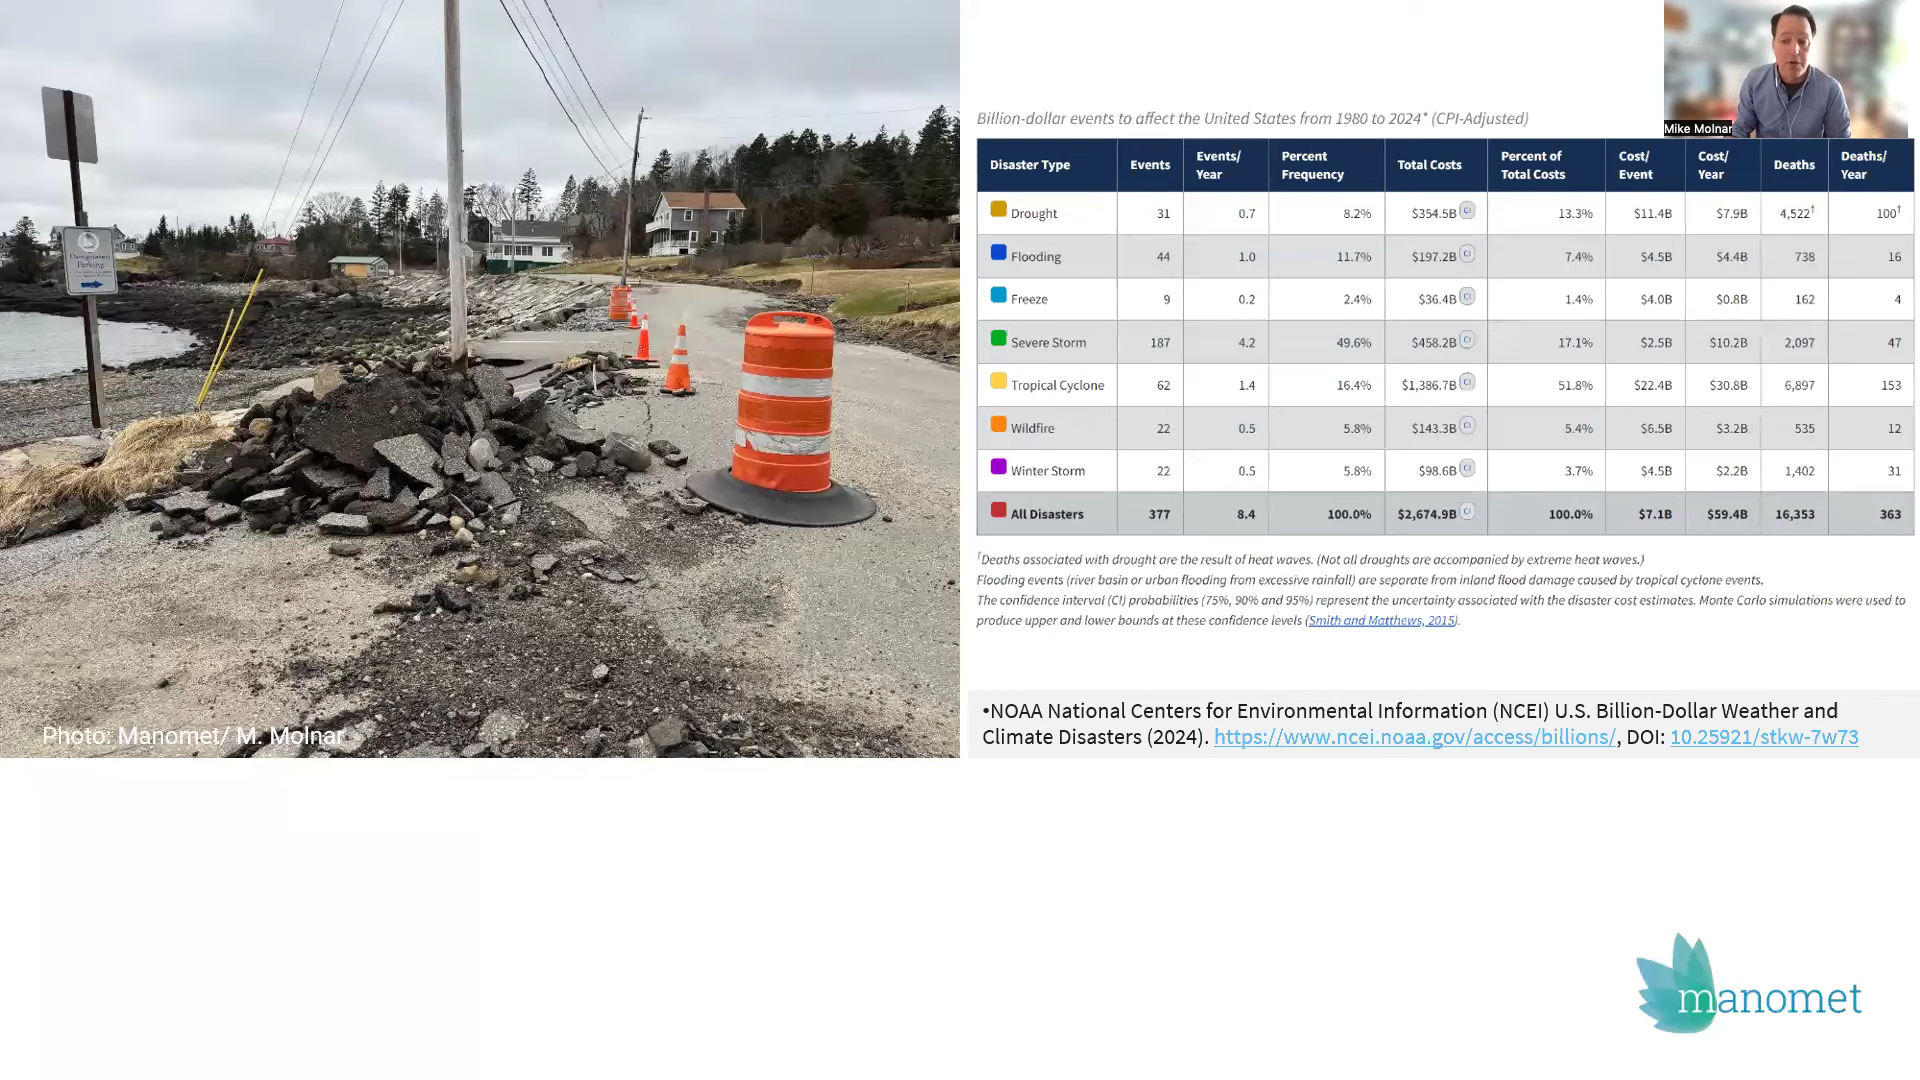 Designated
Parking
Photo: Manomet/ M. Molnar
Mike Molnar
Billion-dollar events to affect the United States from 1980 to 2024* (CPI-Adjusted)
Disaster Type Events Events/ Year Percent Frequency Total Costs Percent of Total Costs Cost/ Event Cost/ Year Deaths Deaths/ Year
Drought 31 0.7 8.2% $354.5B CI 13.3% $11.4B $7.9B 4,522† 100†
Flooding 44 1.0 11.7% $197.2B CI 7.4% $4.5B $4.4B 738 16
Freeze 9 0.2 2.4% $36.4B CI 1.4% $4.0B $0.8B 162 4
Severe Storm 187 4.2 49.6% $458.2B CI 17.1% $2.5B $10.2B 2,097 47
Tropical Cyclone 62 1.4 16.4% $1,386.7B CI 51.8% $22.4B $30.8B 6,897 153
Wildfire 22 0.5 5.8% $143.3B CI 5.4% $6.5B $3.2B 535 12
Winter Storm 22 0.5 5.8% $98.6B CI 3.7% $4.5B $2.2B 1,402 31
All Disasters 377 8.4 100.0% $2,674.9B CI 100.0% $7.1B $59.4B 16,353 363
†Deaths associated with drought are the result of heat waves. (Not all droughts are accompanied by extreme heat waves.)
Flooding events (river basin or urban flooding from excessive rainfall) are separate from inland flood damage caused by tropical cyclone events.
The confidence interval (CI) probabilities (75%, 90% and 95%) represent the uncertainty associated with the disaster cost estimates. Monte Carlo simulations were used to
produce upper and lower bounds at these confidence levels (Smith and Matthews, 2015).
•NOAA National Centers for Environmental Information (NCEI) U.S. Billion-Dollar Weather and
Climate Disasters (2024). https://www.ncei.noaa.gov/access/billions/, DOI: 10.25921/stkw-7w73
manomet